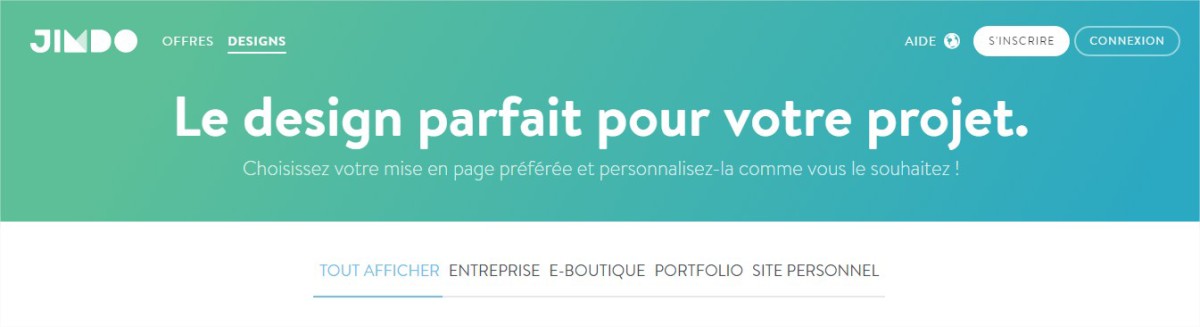 JIMDO OFFRES DESIGNS AIDE S'INSCRIRE CONNEXION
Le design parfait pour votre projet.
Choisissez votre mise en page préférée et personnalisez-la comme vous le souhaitez !
TOUT AFFICHER ENTREPRISE E-BOUTIQUE PORTFOLIO SITE PERSONNEL